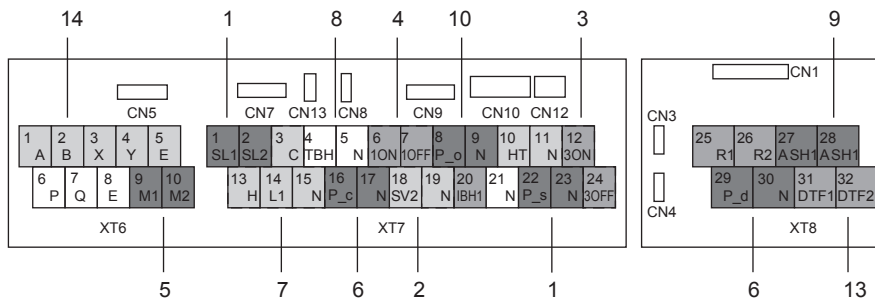 14 1 8 4 10 3 9
CN5 CN7 CN13 CN8 CN9 CN10 CN12 CN1
CN3
1 2 3 4 5 1 2 3 4 5 6 7 8 9 10 11 12 25 26 27 28
A B X Y E SL1 SL2 C TBH N 1ON 1OFF P_o N HT N 3ON R1 R2 ASH1 ASH1
6 7 8 9 10 13 14 15 16 17 18 19 20 21 22 23 24 29 30 31 32
P Q E M1 M2 H L1 N P_c N SV2 N IBH1 N P_s N 3OFF P_d N DTF1 DTF2
CN4
XT6 XT7 XT8
5 7 6 2 1 6 13